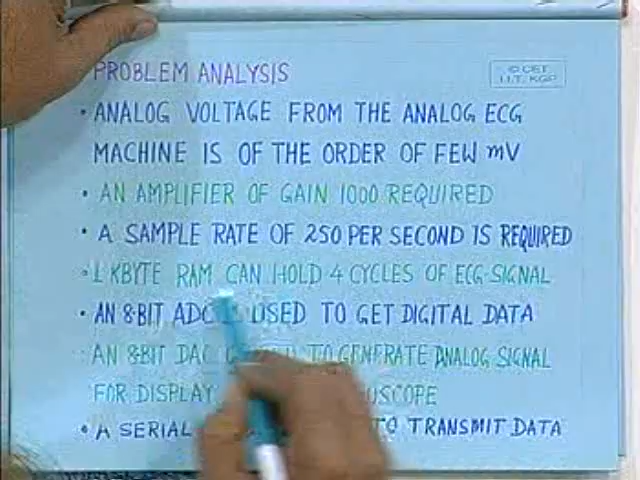 PROBLEM ANALYSIS
© CET
I.I.T. KGP
• ANALOG VOLTAGE FROM THE ANALOG ECG
MACHINE IS OF THE ORDER OF FEW mV
• AN AMPLIFIER OF GAIN 1000 REQUIRED
• A SAMPLE RATE OF 250 PER SECOND IS REQUIRED
• 1 KBYTE RAM CAN HOLD 4 CYCLES OF ECG SIGNAL
• AN 8-BIT ADC USED TO GET DIGITAL DATA
AN 8-BIT DAC TO GENERATE ANALOG SIGNAL
FOR DISPLAY
• A SERIAL TO TRANSMIT DATA